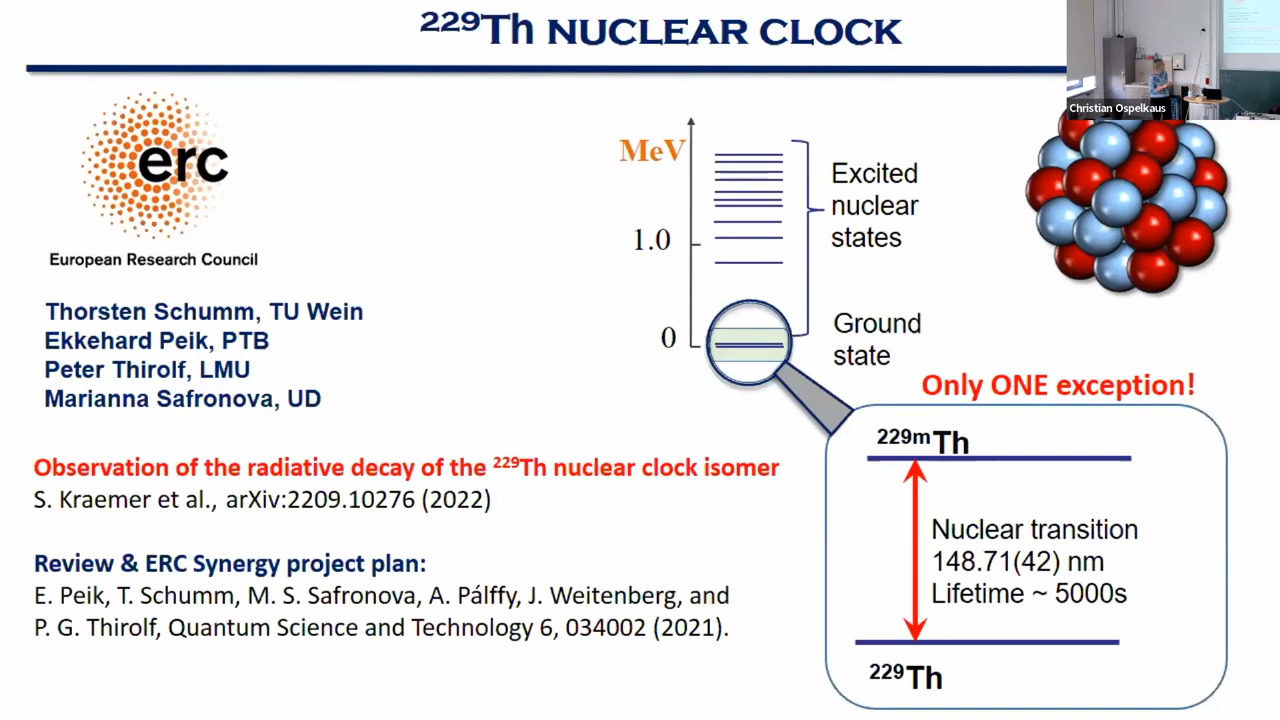 ²²⁹Th NUCLEAR CLOCK
Christian Ospelkaus
erc
European Research Council
Thorsten Schumm, TU Wein
Ekkehard Peik, PTB
Peter Thirolf, LMU
Marianna Safronova, UD
MeV
1.0
0
Excited
nuclear
states
Ground
state
Only ONE exception!
²²⁹ᵐTh
Nuclear transition
148.71(42) nm
Lifetime ~ 5000s
²²⁹Th
Observation of the radiative decay of the ²²⁹Th nuclear clock isomer
S. Kraemer et al., arXiv:2209.10276 (2022)
Review & ERC Synergy project plan:
E. Peik, T. Schumm, M. S. Safronova, A. Pálffy, J. Weitenberg, and
P. G. Thirolf, Quantum Science and Technology 6, 034002 (2021).